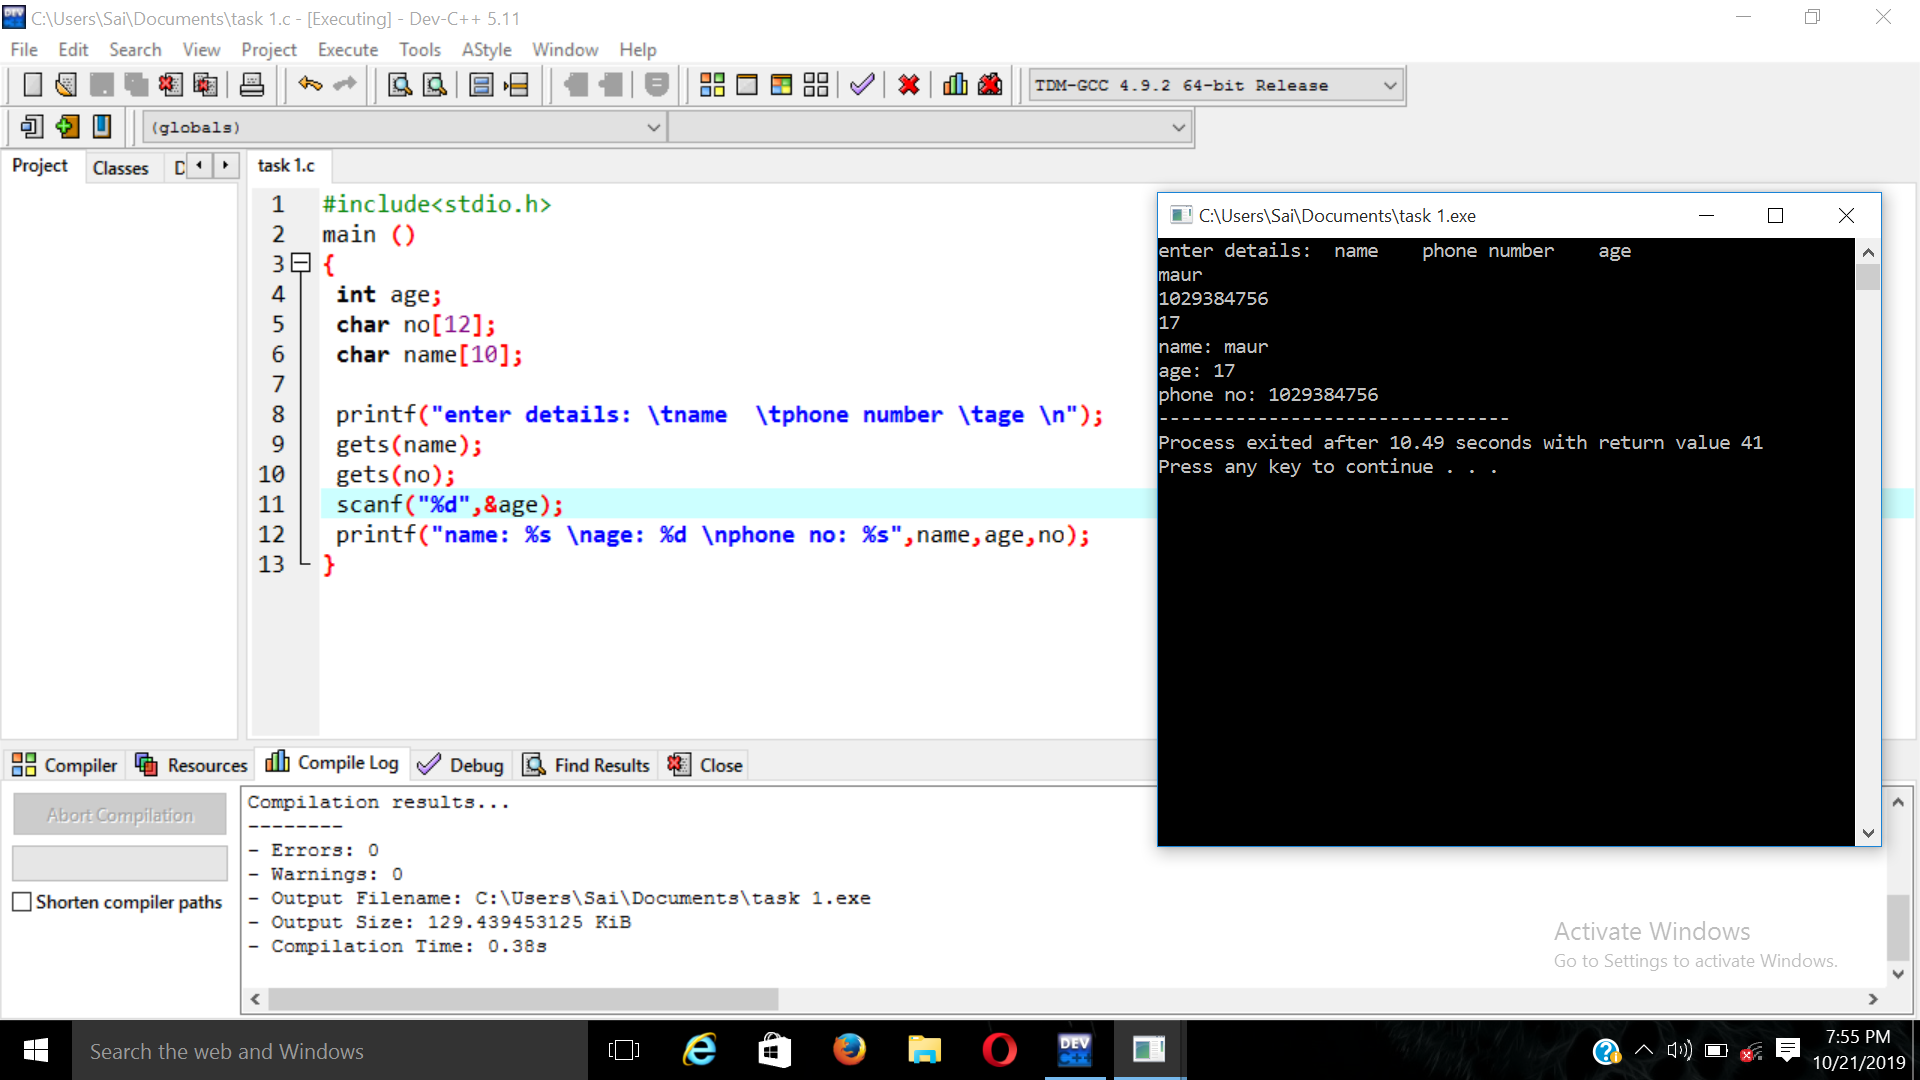 C:\Users\Sai\Documents\task 1.c - [Executing] - Dev-C++ 5.11
File Edit Search View Project Execute Tools AStyle Window Help
TDM-GCC 4.9.2 64-bit Release
(globals)
Project Classes D
task 1.c
1 #include<stdio.h>
2 main ()
3 {
4 int age;
5 char no[12];
6 char name[10];
7
8 printf("enter details: \tname  \tphone number \tage \n");
9 gets(name);
10 gets(no);
11 scanf("%d",&age);
12 printf("name: %s \nage: %d \nphone no: %s",name,age,no);
13 }
C:\Users\Sai\Documents\task 1.exe
enter details:  name    phone number    age
maur
1029384756
17
name: maur
age: 17
phone no: 1029384756
--------------------------------
Process exited after 10.49 seconds with return value 41
Press any key to continue . . .
Compiler Resources Compile Log Debug Find Results Close
Abort Compilation
Shorten compiler paths
Compilation results...
--------
- Errors: 0
- Warnings: 0
- Output Filename: C:\Users\Sai\Documents\task 1.exe
- Output Size: 129.439453125 KiB
- Compilation Time: 0.38s
Activate Windows
Go to Settings to activate Windows.
Search the web and Windows
DEV
C++
7:55 PM
10/21/2019